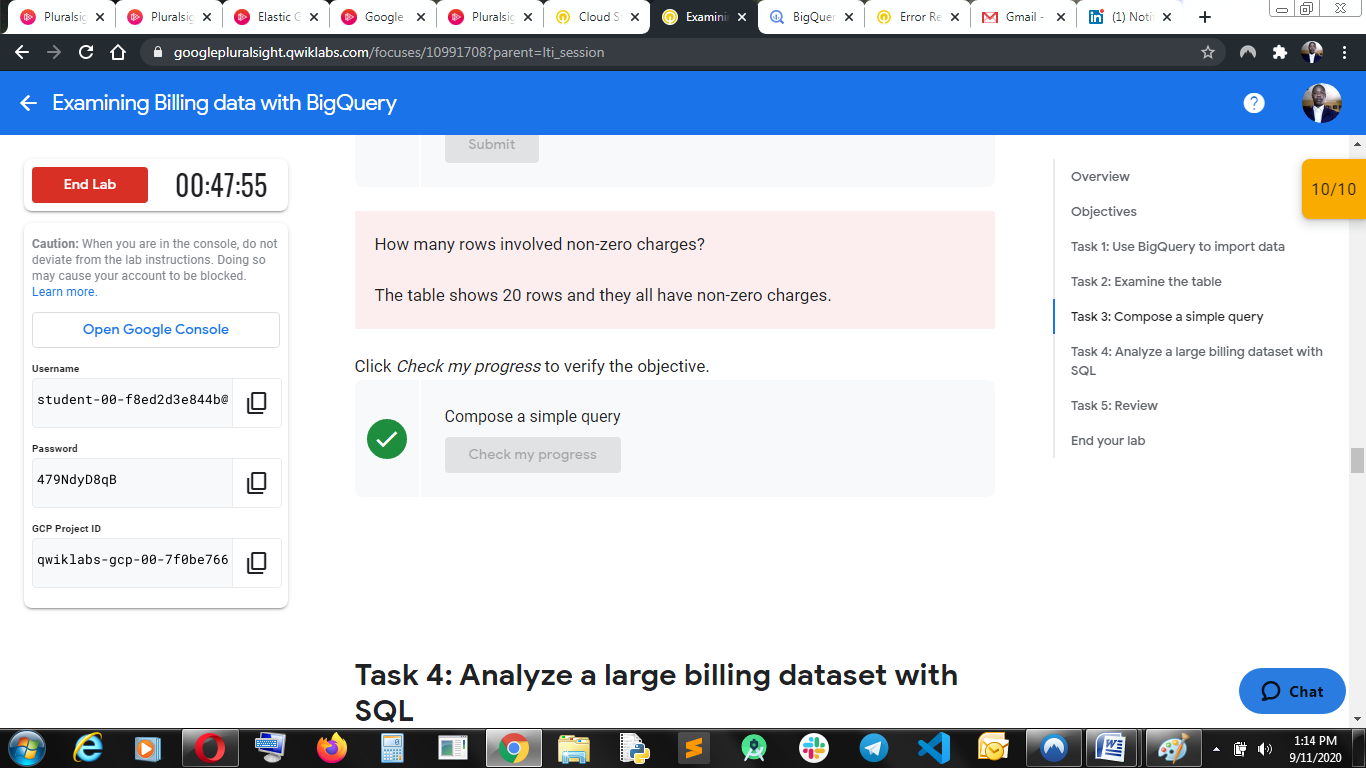 Pluralsig
Pluralsig
Elastic G
Google
Pluralsig
Cloud S
Examini
BigQuer
Error Re
Gmail -
(1) Noti
googlepluralsight.qwiklabs.com/focuses/10991708?parent=lti_session
Examining Billing data with BigQuery
End Lab
00:47:55
Caution: When you are in the console, do not
deviate from the lab instructions. Doing so
may cause your account to be blocked.
Learn more.
Open Google Console
Username
student-00-f8ed2d3e844b@
Password
479NdyD8qB
GCP Project ID
qwiklabs-gcp-00-7f0be766
Submit
How many rows involved non-zero charges?
The table shows 20 rows and they all have non-zero charges.
Click Check my progress to verify the objective.
Compose a simple query
Check my progress
Task 4: Analyze a large billing dataset with
SQL
Overview
Objectives
Task 1: Use BigQuery to import data
Task 2: Examine the table
Task 3: Compose a simple query
Task 4: Analyze a large billing dataset with
SQL
Task 5: Review
End your lab
10/10
Chat
1:14 PM
9/11/2020